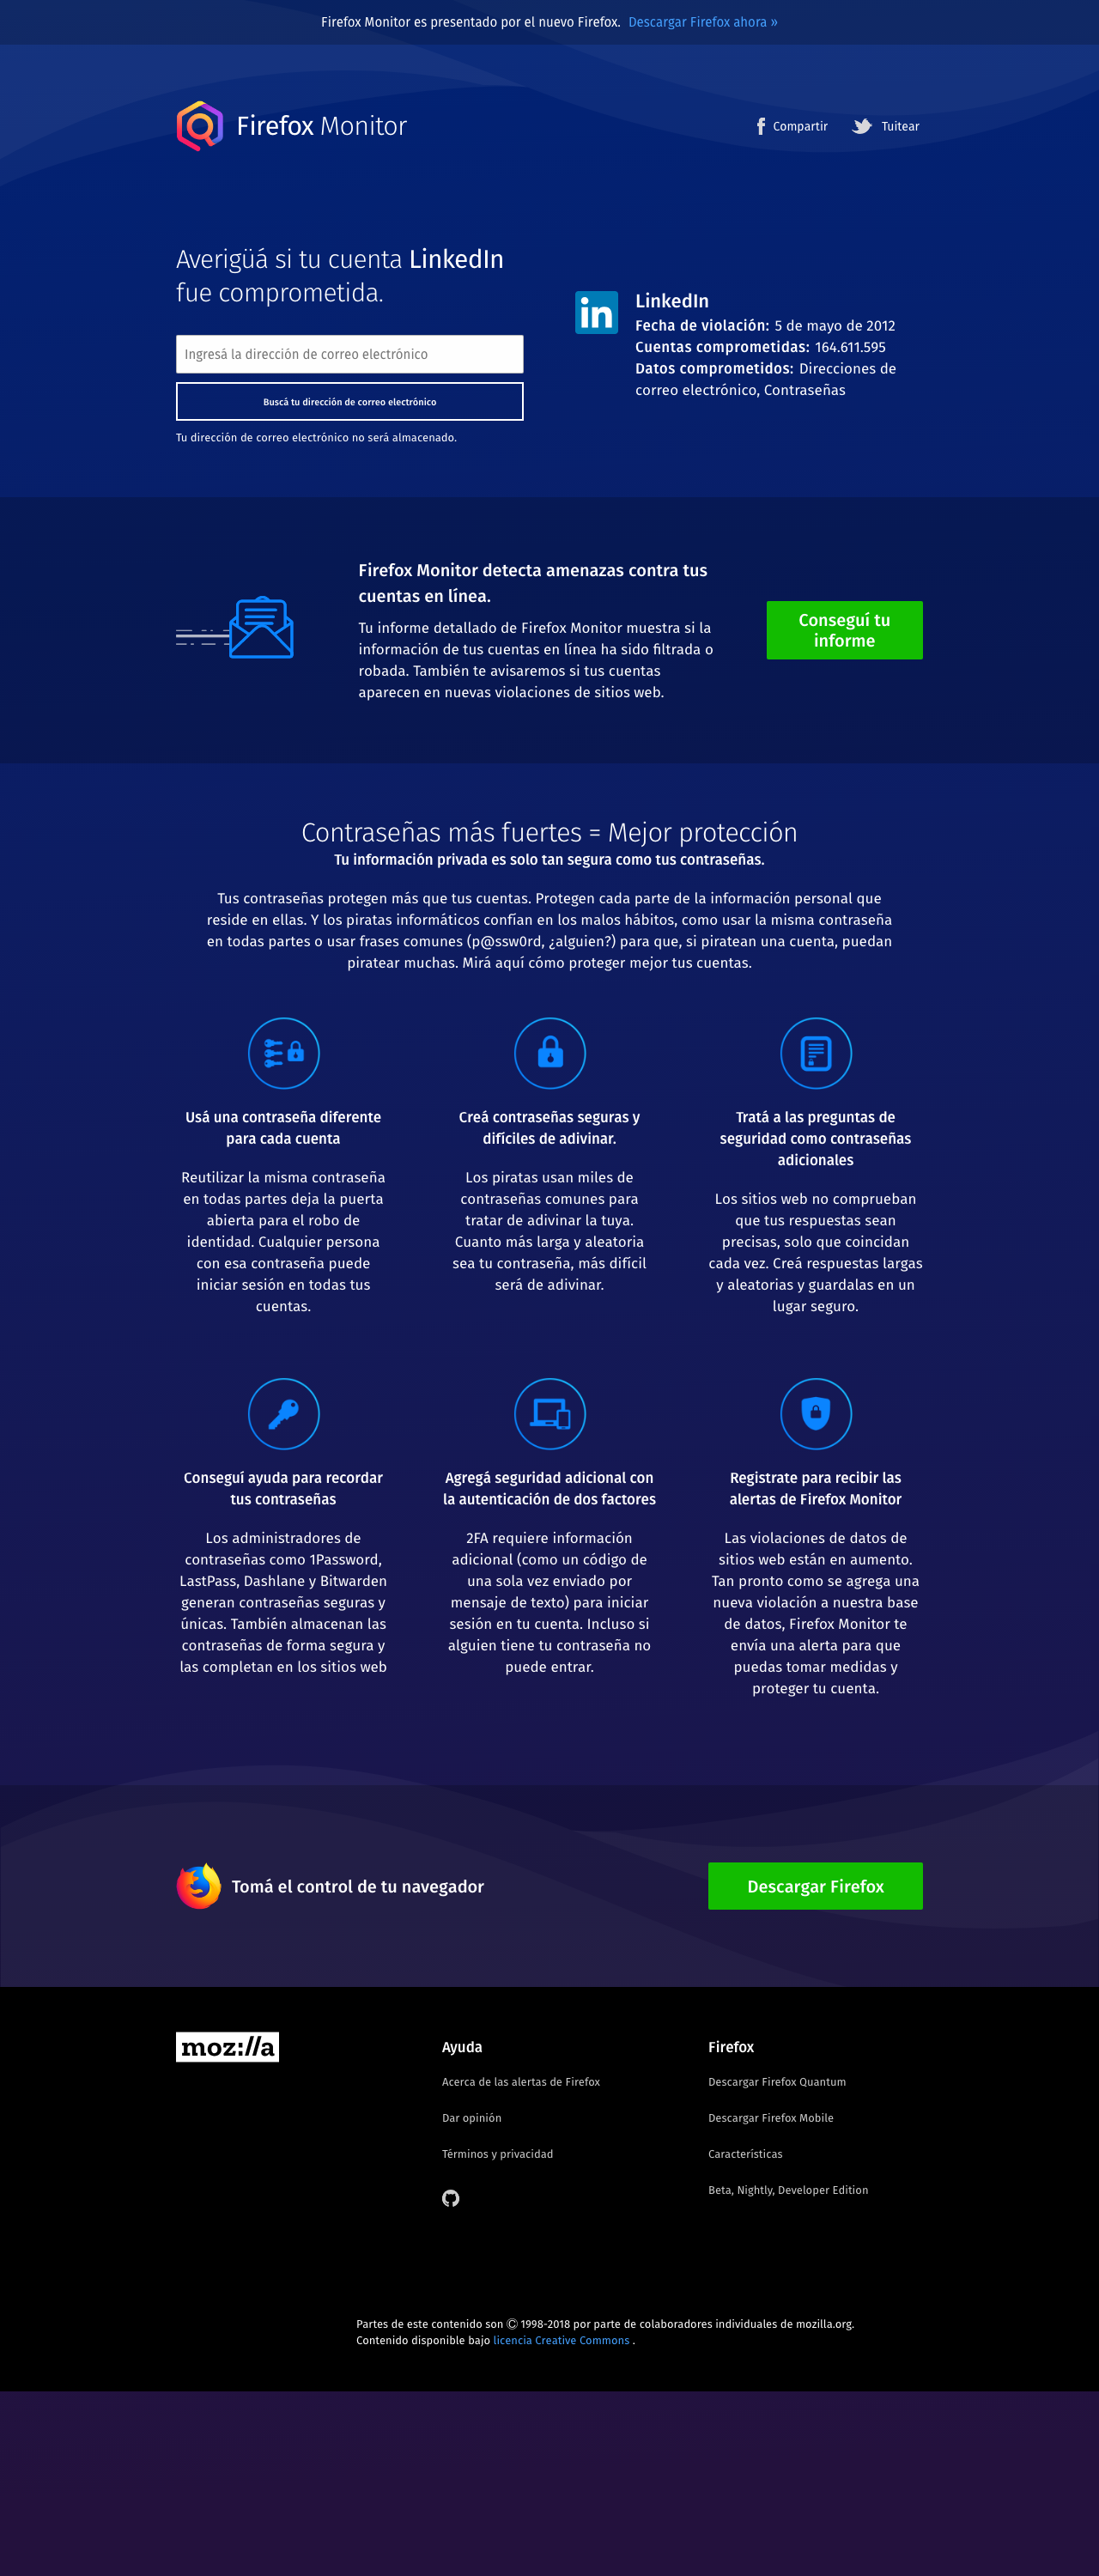 Firefox Monitor es presentado por el nuevo Firefox. Descargar Firefox ahora »
Firefox Monitor
Compartir
Tuitear
Averigüá si tu cuenta LinkedIn
fue comprometida.
Ingresá la dirección de correo electrónico
Buscá tu dirección de correo electrónico
Tu dirección de correo electrónico no será almacenado.
in
LinkedIn
Fecha de violación: 5 de mayo de 2012
Cuentas comprometidas: 164.611.595
Datos comprometidos: Direcciones de
correo electrónico, Contraseñas
Firefox Monitor detecta amenazas contra tus
cuentas en línea.
Tu informe detallado de Firefox Monitor muestra si la
información de tus cuentas en línea ha sido filtrada o
robada. También te avisaremos si tus cuentas
aparecen en nuevas violaciones de sitios web.
Conseguí tu
informe
Contraseñas más fuertes = Mejor protección
Tu información privada es solo tan segura como tus contraseñas.
Tus contraseñas protegen más que tus cuentas. Protegen cada parte de la información personal que
reside en ellas. Y los piratas informáticos confían en los malos hábitos, como usar la misma contraseña
en todas partes o usar frases comunes (p@ssw0rd, ¿alguien?) para que, si piratean una cuenta, puedan
piratear muchas. Mirá aquí cómo proteger mejor tus cuentas.
Usá una contraseña diferente
para cada cuenta
Reutilizar la misma contraseña
en todas partes deja la puerta
abierta para el robo de
identidad. Cualquier persona
con esa contraseña puede
iniciar sesión en todas tus
cuentas.
Creá contraseñas seguras y
difíciles de adivinar.
Los piratas usan miles de
contraseñas comunes para
tratar de adivinar la tuya.
Cuanto más larga y aleatoria
sea tu contraseña, más difícil
será de adivinar.
Tratá a las preguntas de
seguridad como contraseñas
adicionales
Los sitios web no comprueban
que tus respuestas sean
precisas, solo que coincidan
cada vez. Creá respuestas largas
y aleatorias y guardalas en un
lugar seguro.
Conseguí ayuda para recordar
tus contraseñas
Los administradores de
contraseñas como 1Password,
LastPass, Dashlane y Bitwarden
generan contraseñas seguras y
únicas. También almacenan las
contraseñas de forma segura y
las completan en los sitios web
Agregá seguridad adicional con
la autenticación de dos factores
2FA requiere información
adicional (como un código de
una sola vez enviado por
mensaje de texto) para iniciar
sesión en tu cuenta. Incluso si
alguien tiene tu contraseña no
puede entrar.
Registrate para recibir las
alertas de Firefox Monitor
Las violaciones de datos de
sitios web están en aumento.
Tan pronto como se agrega una
nueva violación a nuestra base
de datos, Firefox Monitor te
envía una alerta para que
puedas tomar medidas y
proteger tu cuenta.
Tomá el control de tu navegador
Descargar Firefox
moz://a
Ayuda
Acerca de las alertas de Firefox
Dar opinión
Términos y privacidad
Firefox
Descargar Firefox Quantum
Descargar Firefox Mobile
Características
Beta, Nightly, Developer Edition
Partes de este contenido son © 1998-2018 por parte de colaboradores individuales de mozilla.org.
Contenido disponible bajo licencia Creative Commons .